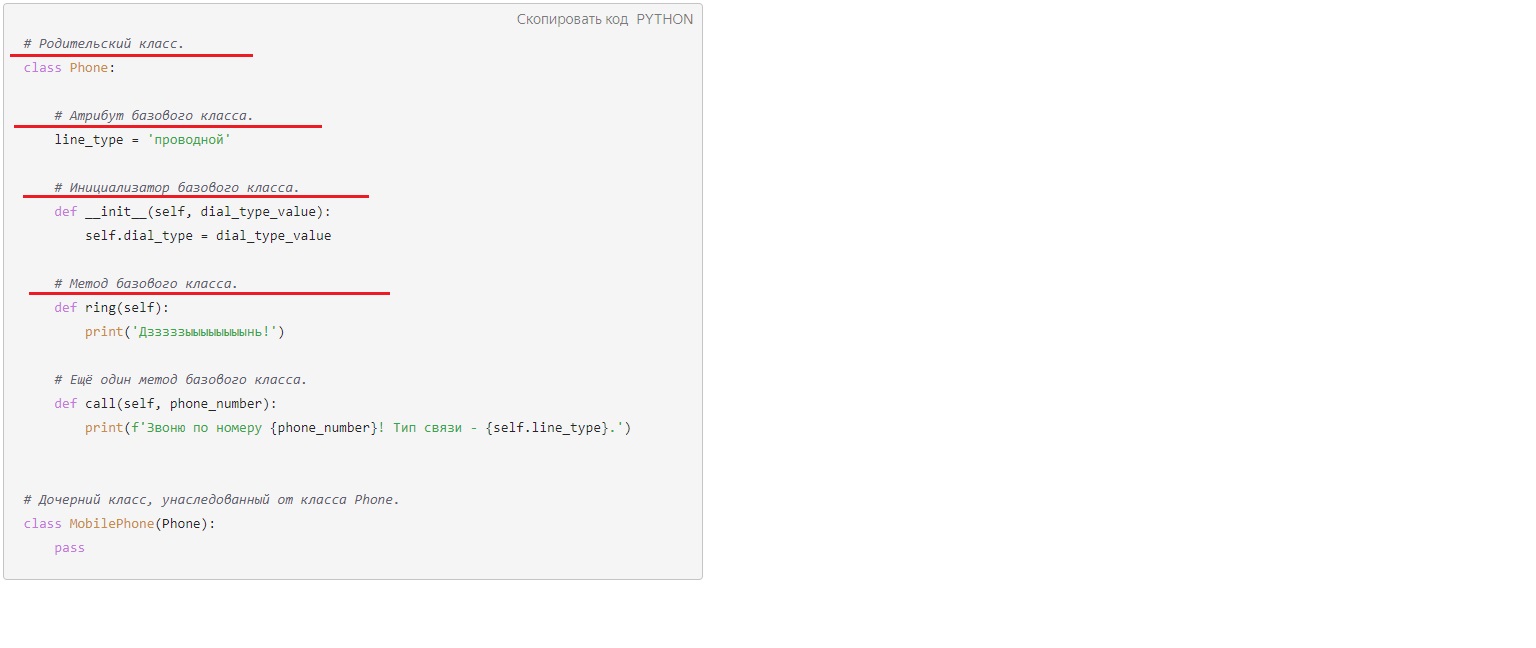 Скопировать код PYTHON
# Родительский класс.
class Phone:
    # Атрибут базового класса.
    line_type = 'проводной'
    # Инициализатор базового класса.
    def __init__(self, dial_type_value):
        self.dial_type = dial_type_value
    # Метод базового класса.
    def ring(self):
        print('Дзззззыыыыыыыынь!')
    # Ещё один метод базового класса.
    def call(self, phone_number):
        print(f'Звоню по номеру {phone_number}! Тип связи - {self.line_type}.')
# Дочерний класс, унаследованный от класса Phone.
class MobilePhone(Phone):
    pass